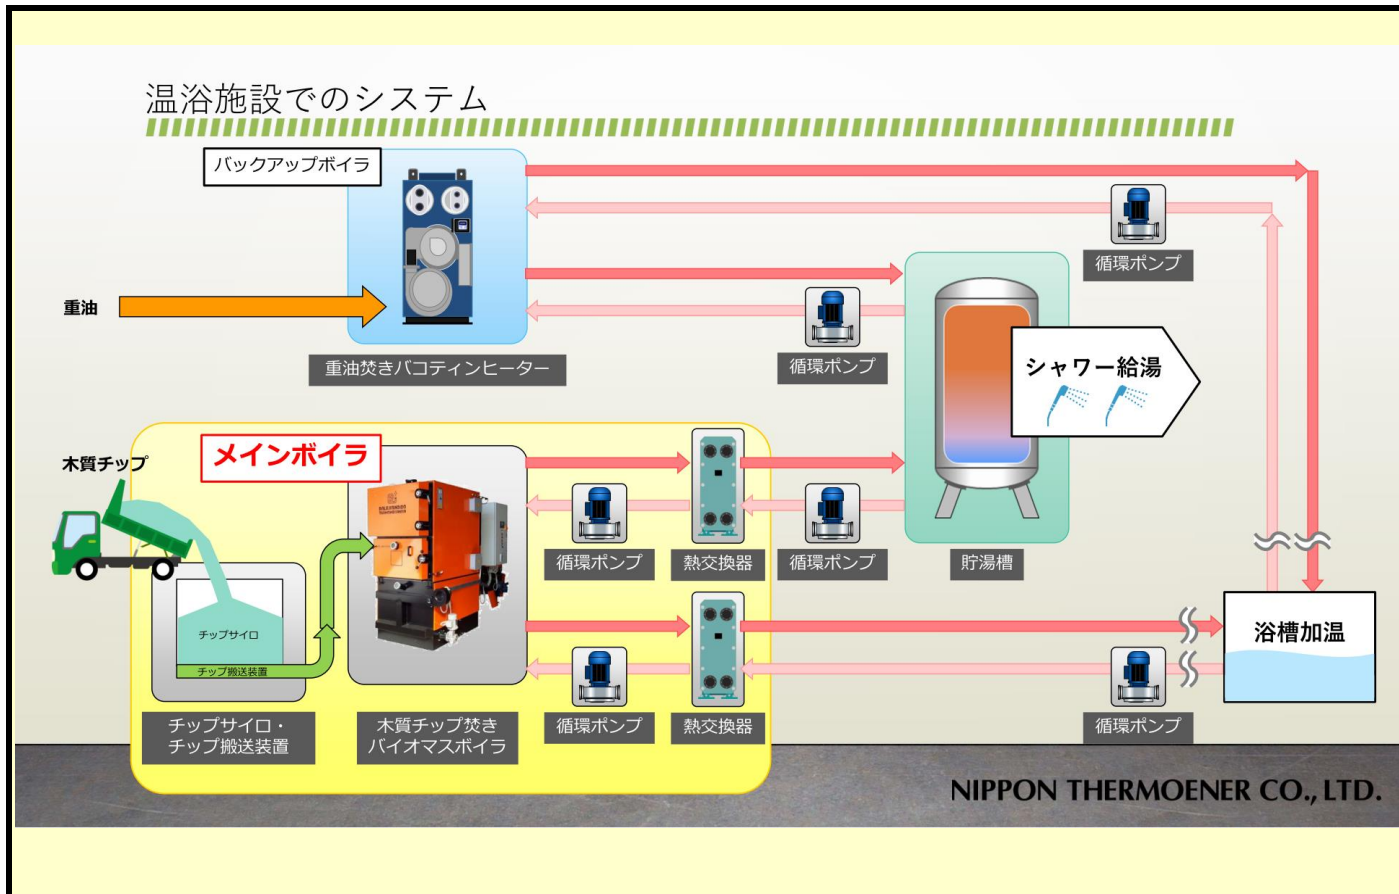 温浴施設でのシステム
バックアップボイラ
循環ポンプ
重油
循環ポンプ
重油焚きバコティンヒーター
シャワー給湯
メインボイラ
木質チップ
循環ポンプ
熱交換器
循環ポンプ
貯湯槽
チップサイロ
チップ搬送装置
浴槽加温
チップサイロ・
チップ搬送装置
木質チップ焚き
バイオマスボイラ
循環ポンプ
熱交換器
循環ポンプ
NIPPON THERMOENER CO., LTD.